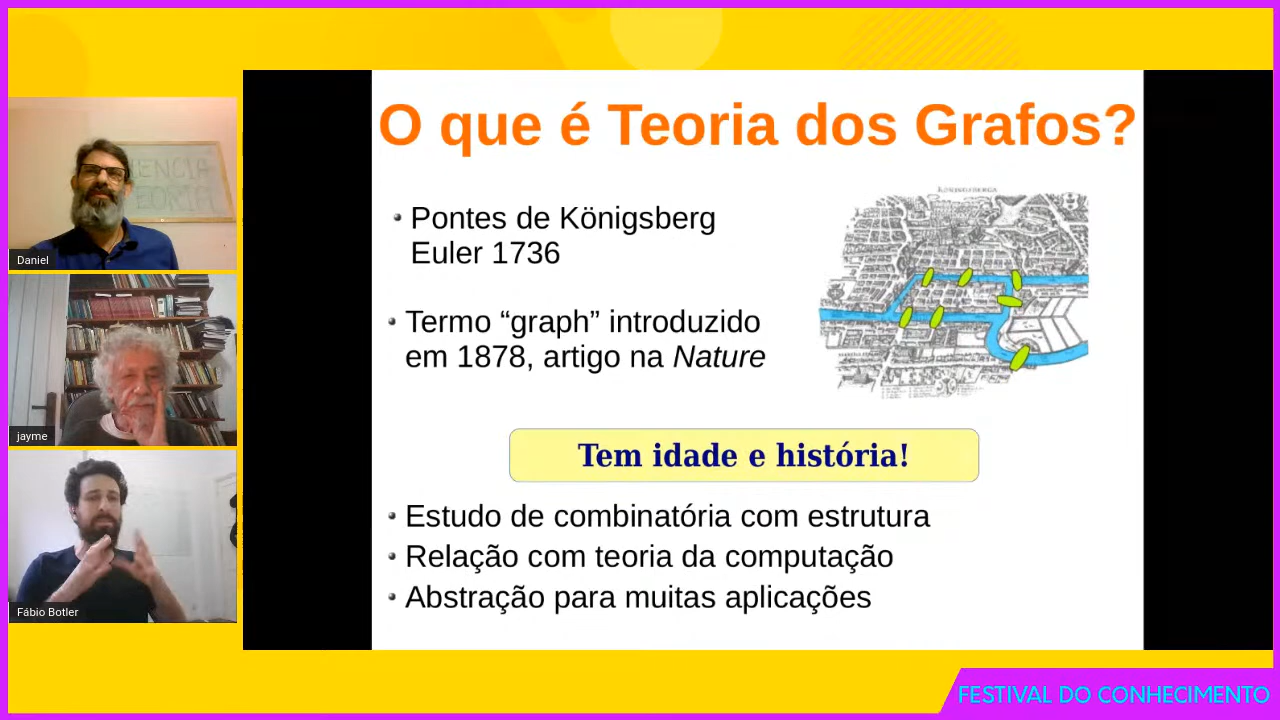 O que é Teoria dos Grafos?
Pontes de Königsberg
Euler 1736
KONINGSBERGA
Termo “graph” introduzido
em 1878, artigo na Nature
Tem idade e história!
Estudo de combinatória com estrutura
Relação com teoria da computação
Abstração para muitas aplicações
Daniel
jayme
Fábio Botler
FESTIVAL DO CONHECIMENTO